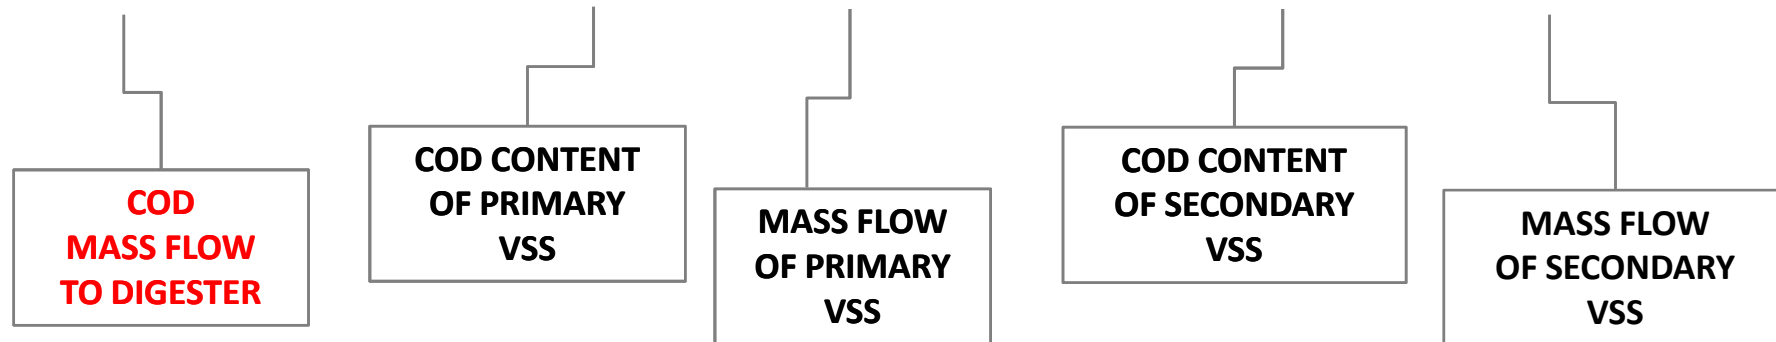 COD
MASS FLOW
TO DIGESTER
COD CONTENT
OF PRIMARY
VSS
MASS FLOW
OF PRIMARY
VSS
COD CONTENT
OF SECONDARY
VSS
MASS FLOW
OF SECONDARY
VSS